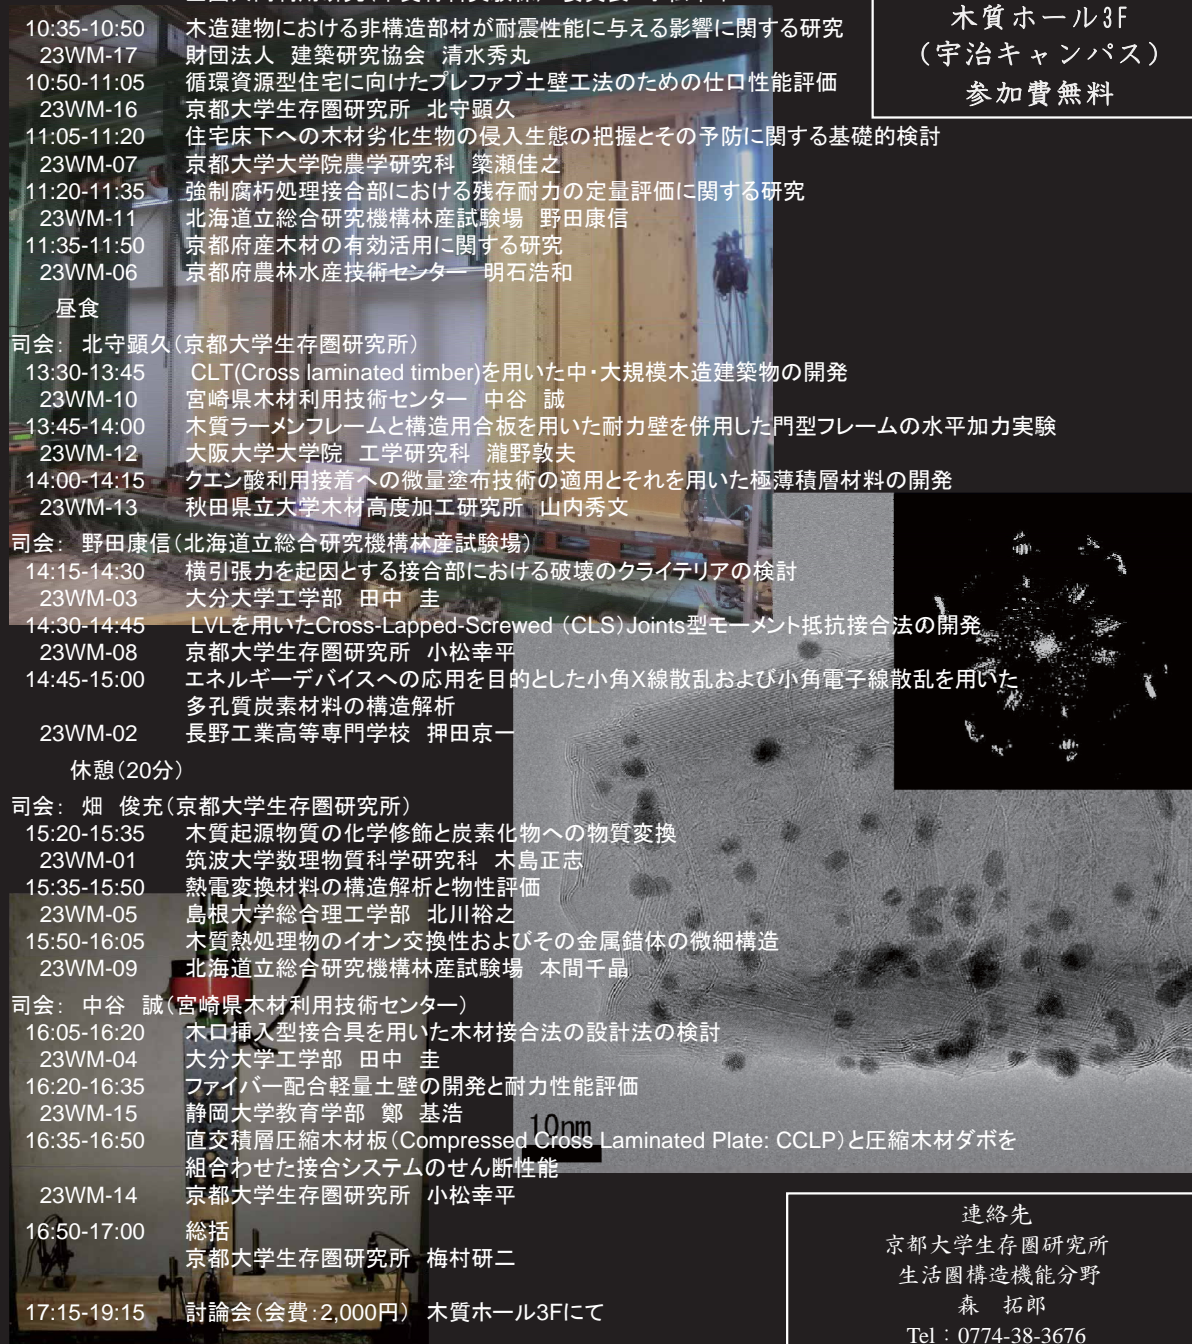 10:35-10:50 木造建物における非構造部材が耐震性能に与える影響に関する研究
23WM-17 財団法人 建築研究協会 清水秀丸
10:50-11:05 循環資源型住宅に向けたプレファブ土壁工法のための仕口性能評価
23WM-16 京都大学生存圏研究所 北守顕久
11:05-11:20 住宅床下への木材劣化生物の侵入生態の把握とその予防に関する基礎的検討
23WM-07 京都大学大学院農学研究科 簗瀬佳之
11:20-11:35 強制腐朽処理接合部における残存耐力の定量評価に関する研究
23WM-11 北海道立総合研究機構林産試験場 野田康信
11:35-11:50 京都府産木材の有効活用に関する研究
23WM-06 京都府農林水産技術センター 明石浩和
昼食
司会: 北守顕久(京都大学生存圏研究所)
13:30-13:45 CLT(Cross laminated timber)を用いた中・大規模木造建築物の開発
23WM-10 宮崎県木材利用技術センター 中谷 誠
13:45-14:00 木質ラーメンフレームと構造用合板を用いた耐力壁を併用した門型フレームの水平加力実験
23WM-12 大阪大学大学院 工学研究科 瀧野敦夫
14:00-14:15 クエン酸利用接着への微量塗布技術の適用とそれを用いた極薄積層材料の開発
23WM-13 秋田県立大学木材高度加工研究所 山内秀文
司会: 野田康信(北海道立総合研究機構林産試験場)
14:15-14:30 横引張力を起因とする接合部における破壊のクライテリアの検討
23WM-03 大分大学工学部 田中 圭
14:30-14:45 LVLを用いたCross-Lapped-Screwed (CLS)Joints型モーメント抵抗接合法の開発
23WM-08 京都大学生存圏研究所 小松幸平
14:45-15:00 エネルギーデバイスへの応用を目的とした小角X線散乱および小角電子線散乱を用いた
多孔質炭素材料の構造解析
23WM-02 長野工業高等専門学校 押田京一
休憩(20分)
司会: 畑 俊充(京都大学生存圏研究所)
15:20-15:35 木質起源物質の化学修飾と炭素化物への物質変換
23WM-01 筑波大学数理物質科学研究科 木島正志
15:35-15:50 熱電変換材料の構造解析と物性評価
23WM-05 島根大学総合理工学部 北川裕之
15:50-16:05 木質熱処理物のイオン交換性およびその金属錯体の微細構造
23WM-09 北海道立総合研究機構林産試験場 本間千晶
司会: 中谷 誠(宮崎県木材利用技術センター)
16:05-16:20 木口挿入型接合具を用いた木材接合法の設計法の検討
23WM-04 大分大学工学部 田中 圭
16:20-16:35 ファイバー配合軽量土壁の開発と耐力性能評価
23WM-15 静岡大学教育学部 鄭 基浩
16:35-16:50 直交積層圧縮木材板(Compressed Cross Laminated Plate: CCLP)と圧縮木材ダボを
組合わせた接合システムのせん断性能
23WM-14 京都大学生存圏研究所 小松幸平
16:50-17:00 総括
京都大学生存圏研究所 梅村研二
17:15-19:15 討論会(会費:2,000円) 木質ホール3Fにて
木質ホール3F
(宇治キャンパス)
参加費無料
10nm
連絡先
京都大学生存圏研究所
生活圏構造機能分野
森 拓郎
Tel:0774-38-3676